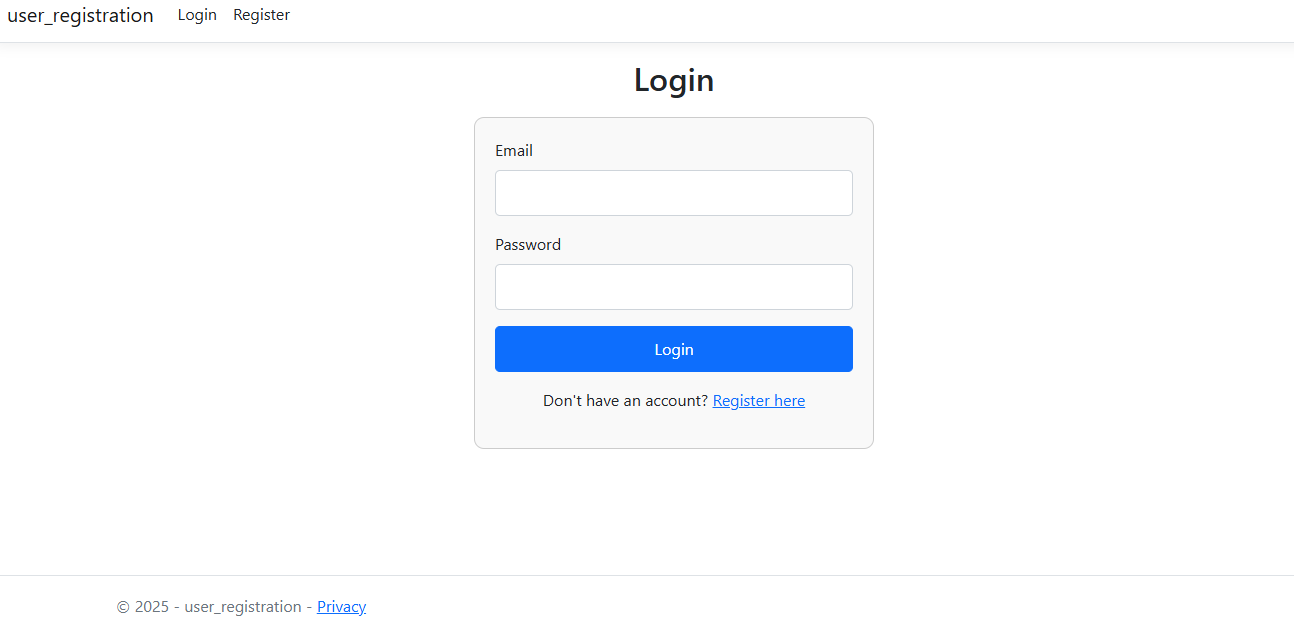 user_registration Login Register
Login
Email
Password
Login
Don't have an account? Register here
© 2025 - user_registration - Privacy